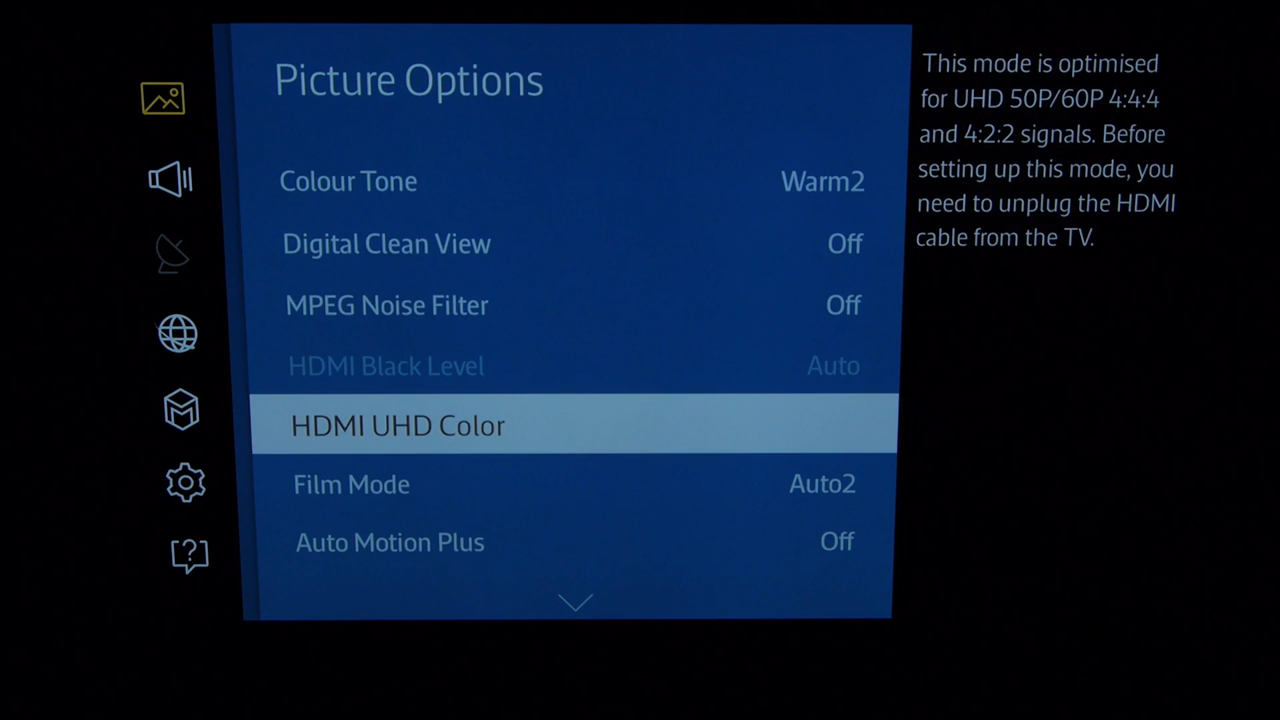 Picture Options
Colour Tone Warm2
Digital Clean View Off
MPEG Noise Filter Off
HDMI Black Level Auto
HDMI UHD Color
Film Mode Auto2
Auto Motion Plus Off
This mode is optimised
for UHD 50P/60P 4:4:4
and 4:2:2 signals. Before
setting up this mode, you
need to unplug the HDMI
cable from the TV.